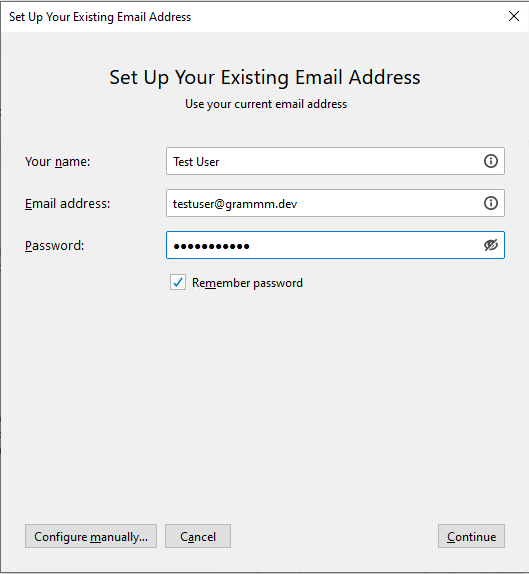 Set Up Your Existing Email Address
Set Up Your Existing Email Address
Use your current email address
Your name:
Test User
Email address:
testuser@grammm.dev
Password:
●●●●●●●●●●●
Remember password
Configure manually...
Cancel
Continue